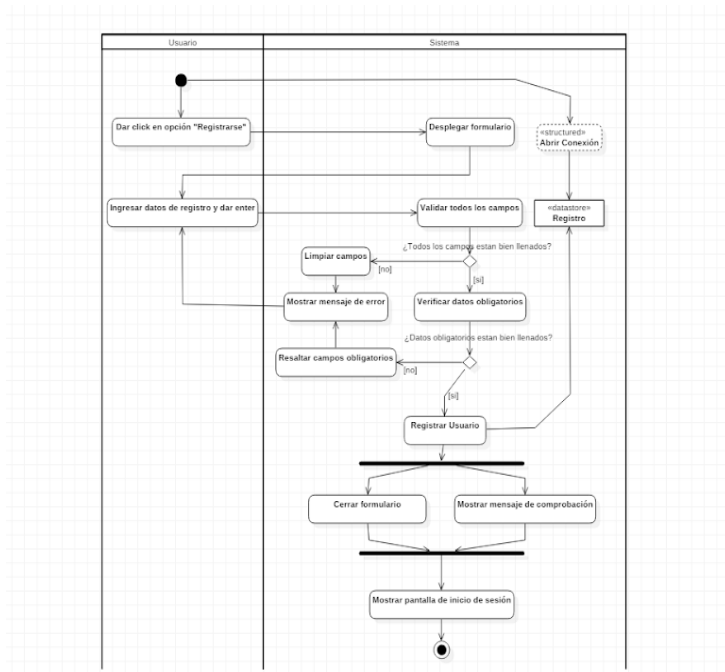 Usuario
Sistema
Dar click en opción "Registrarse"
Desplegar formulario
«structured»
Abrir Conexión
Ingresar datos de registro y dar enter
Validar todos los campos
«datastore»
Registro
¿Todos los campos estan bien llenados?
Limpiar campos
[no]
[si]
Mostrar mensaje de error
Verificar datos obligatorios
¿Datos obligatorios estan bien llenados?
Resaltar campos obligatorios
[no]
[si]
Registrar Usuario
Cerrar formulario
Mostrar mensaje de comprobación
Mostrar pantalla de inicio de sesión